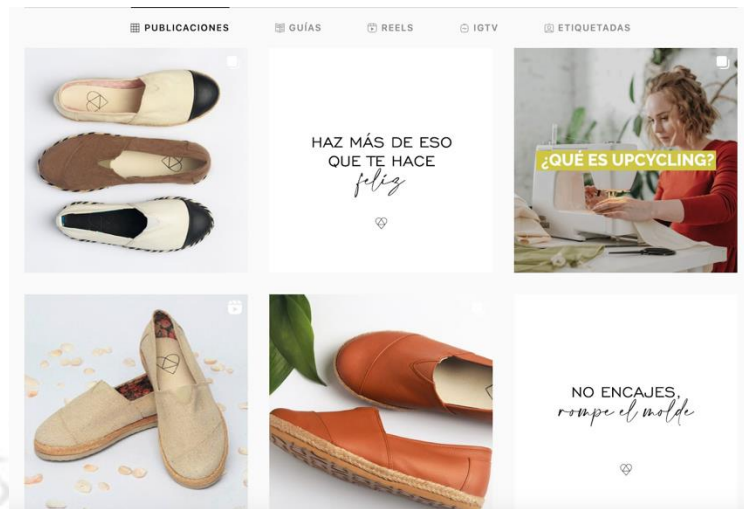 PUBLICACIONES GUÍAS REELS IGTV ETIQUETADAS
HAZ MÁS DE ESO
QUE TE HACE
feliz
¿QUÉ ES UPCYCLING?
NO ENCAJES,
rompe el molde